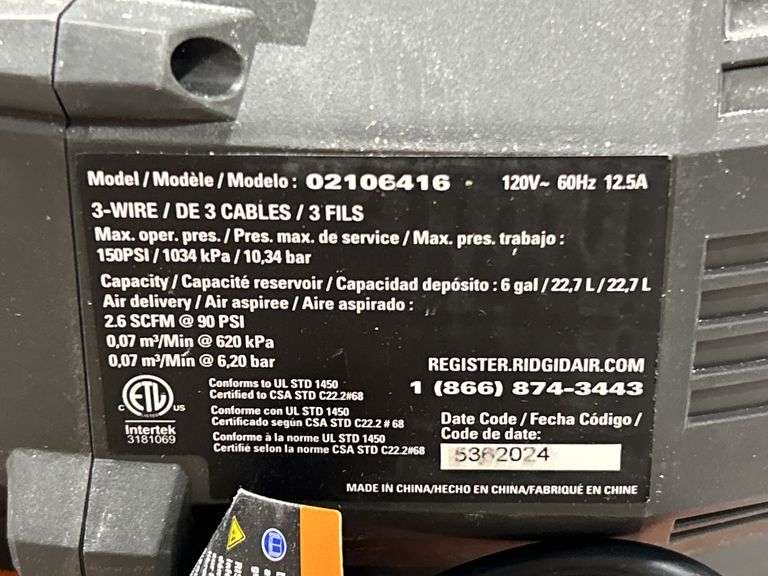 Model / Modèle / Modelo : 02106416 120V~ 60Hz 12.5A
3-WIRE / DE 3 CABLES / 3 FILS
Max. oper. pres. / Pres. max. de service / Max. pres. trabajo :
150PSI / 1034 kPa / 10,34 bar
Capacity / Capacité reservoir / Capacidad depósito : 6 gal / 22,7 L / 22,7 L
Air delivery / Air aspiree / Aire aspirado :
2.6 SCFM @ 90 PSI
0,07 m³/Min @ 620 kPa
0,07 m³/Min @ 6,20 bar
REGISTER.RIDGIDAIR.COM
1 (866) 874-3443
C ETL US
LISTED
Intertek
3181069
Conforms to UL STD 1450
Certified to CSA STD C22.2#68
Conforme con UL STD 1450
Certificado según CSA STD C22.2 # 68
Conforme à la norme UL STD 1450
Certifié selon la norme CSA STD C22.2#68
Date Code / Fecha Código /
Code de date:
5362024
MADE IN CHINA/HECHO EN CHINA/FABRIQUÉ EN CHINE